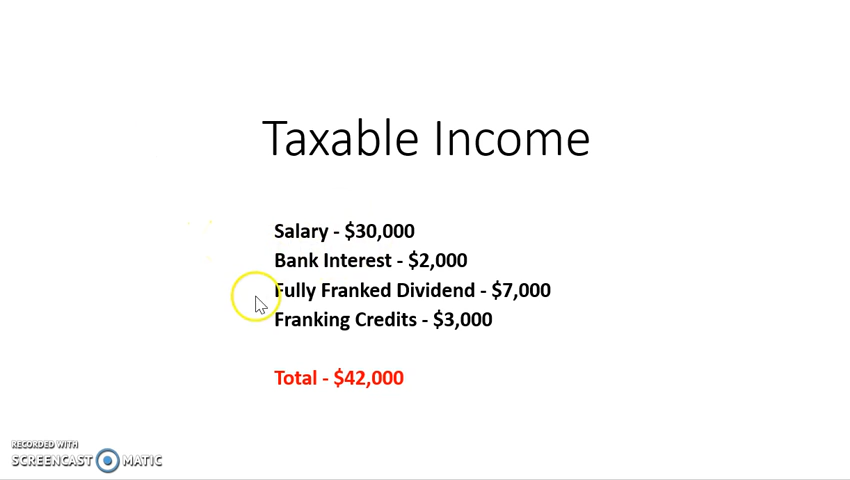 Taxable Income
Salary - $30,000
Bank Interest - $2,000
Fully Franked Dividend - $7,000
Franking Credits - $3,000
Total - $42,000
RECORDED WITH
SCREENCAST MATIC